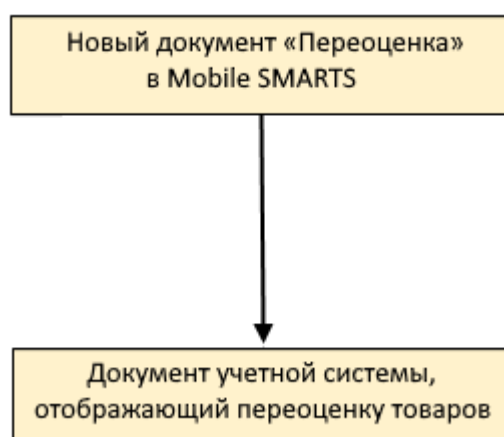 Новый документ «Переоценка»
в Mobile SMARTS
Документ учетной системы,
отображающий переоценку товаров